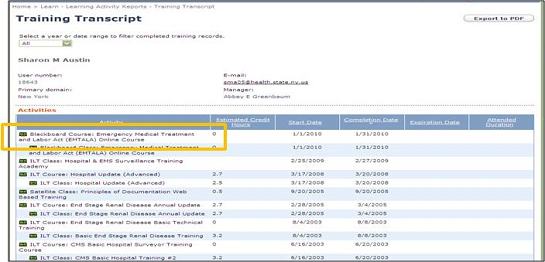 Home > Learn - Learning Activity Reports - Training Transcript
Training Transcript
Export to PDF
Select a year or date range to filter completed training records.
All
Sharon M Austin
User number: E-mail:
18643 sma05@health.state.ny.us
Primary domain: Manager:
New York Abbey E Greenbaum
Activities
Activity Estimated Credit Hours Start Date Completion Date Expiration Date Attended Duration
Blackboard Course: Emergency Medical Treatment 0 1/1/2010 1/31/2010
and Labor Act (EMTALA) Online Course
Blackboard Class: Emergency Medical Treatment 0 1/1/2010 1/31/2010
and Labor Act (EMTALA) Online Course
ILT Class: Hospital & EMS Surveillance Training 2/25/2009 2/27/2009
Academy
ILT Course: Hospital Update (Advanced) 2.7 3/17/2008 3/20/2008
ILT Class: Hospital Update (Advanced) 2.5 3/17/2008 3/20/2008
Satellite Class: Principles of Documentation Web 0.5 9/20/2005 9/20/2005
Based Training
ILT Course: End Stage Renal Disease Annual Update 2.7 2/28/2005 3/4/2005
ILT Class: End Stage Renal Disease Annual Update 2.7 2/28/2005 3/4/2005
ILT Course: End Stage Renal Disease Basic Technical 0 8/4/2003 8/8/2003
Training
ILT Class: Basic End Stage Renal Disease Training 3.2 8/4/2003 8/8/2003
ILT Course: CMS Basic Hospital Surveyor Training 0 6/16/2003 6/20/2003
Course
ILT Class: CMS Basic Hospital Training #2 3.2 6/16/2003 6/20/2003